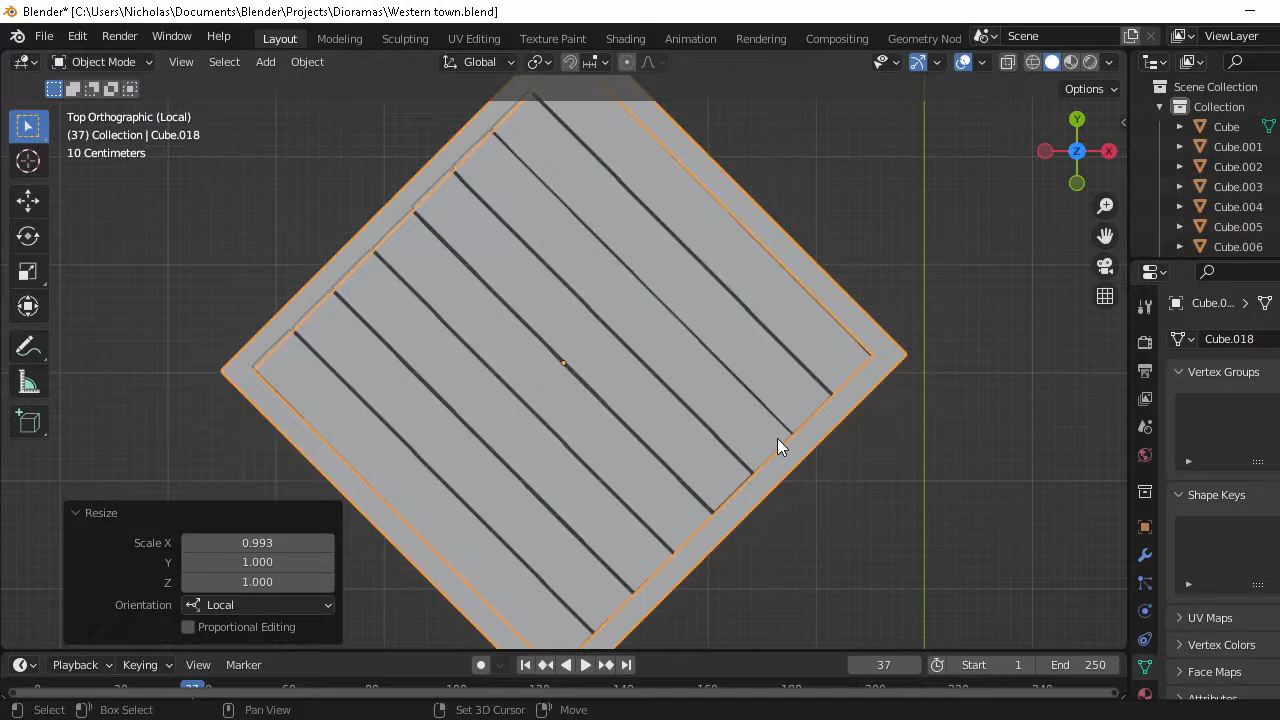 Blender* [C:\Users\Nicholas\Documents\Blender\Projects\Dioramas\Western town.blend]
File Edit Render Window Help Layout Modeling Sculpting UV Editing Texture Paint Shading Animation Rendering Compositing Geometry Nod Scene ViewLayer
Object Mode View Select Add Object Global
Options
Top Orthographic (Local)
(37) Collection | Cube.018
10 Centimeters
Y
Z
X
Scene Collection
Collection
Cube
Cube.001
Cube.002
Cube.003
Cube.004
Cube.005
Cube.006
Cube.0...
Cube.018
Vertex Groups
Shape Keys
UV Maps
Vertex Colors
Face Maps
Resize
Scale X 0.993
Y 1.000
Z 1.000
Orientation Local
Proportional Editing
Playback Keying View Marker 37 Start 1 End 250
37
Select Box Select Pan View Set 3D Cursor Move